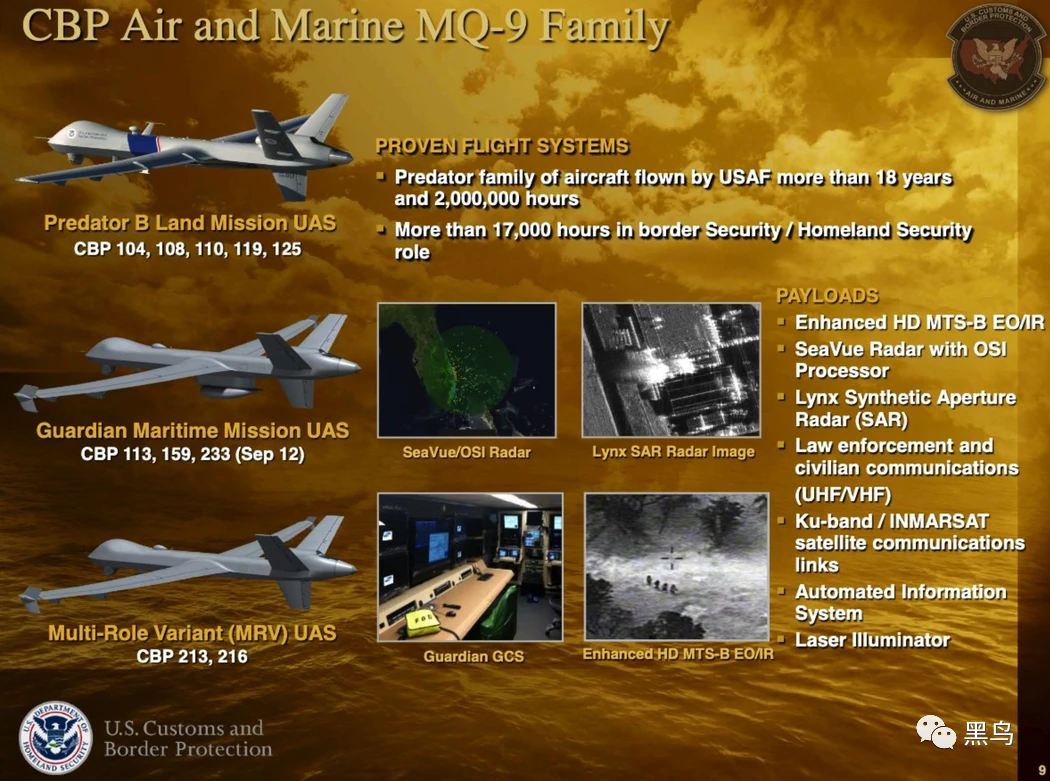 CBP Air and Marine MQ-9 Family
U.S. CUSTOMS AND
BORDER PROTECTION
AIR AND MARINE
PROVEN FLIGHT SYSTEMS
Predator family of aircraft flown by USAF more than 18 years
and 2,000,000 hours
More than 17,000 hours in border Security / Homeland Security
role
Predator B Land Mission UAS
CBP 104, 108, 110, 119, 125
Guardian Maritime Mission UAS
CBP 113, 159, 233 (Sep 12)
Multi-Role Variant (MRV) UAS
CBP 213, 216
SeaVue/OSI Radar
Lynx SAR Radar Image
Guardian GCS
Enhanced HD MTS-B EO/IR
PAYLOADS
Enhanced HD MTS-B EO/IR
SeaVue Radar with OSI
Processor
Lynx Synthetic Aperture
Radar (SAR)
Law enforcement and
civilian communications
(UHF/VHF)
Ku-band / INMARSAT
satellite communications
links
Automated Information
System
Laser Illuminator
U.S. DEPARTMENT OF
HOMELAND SECURITY
U.S. Customs and
Border Protection
黑鸟
9